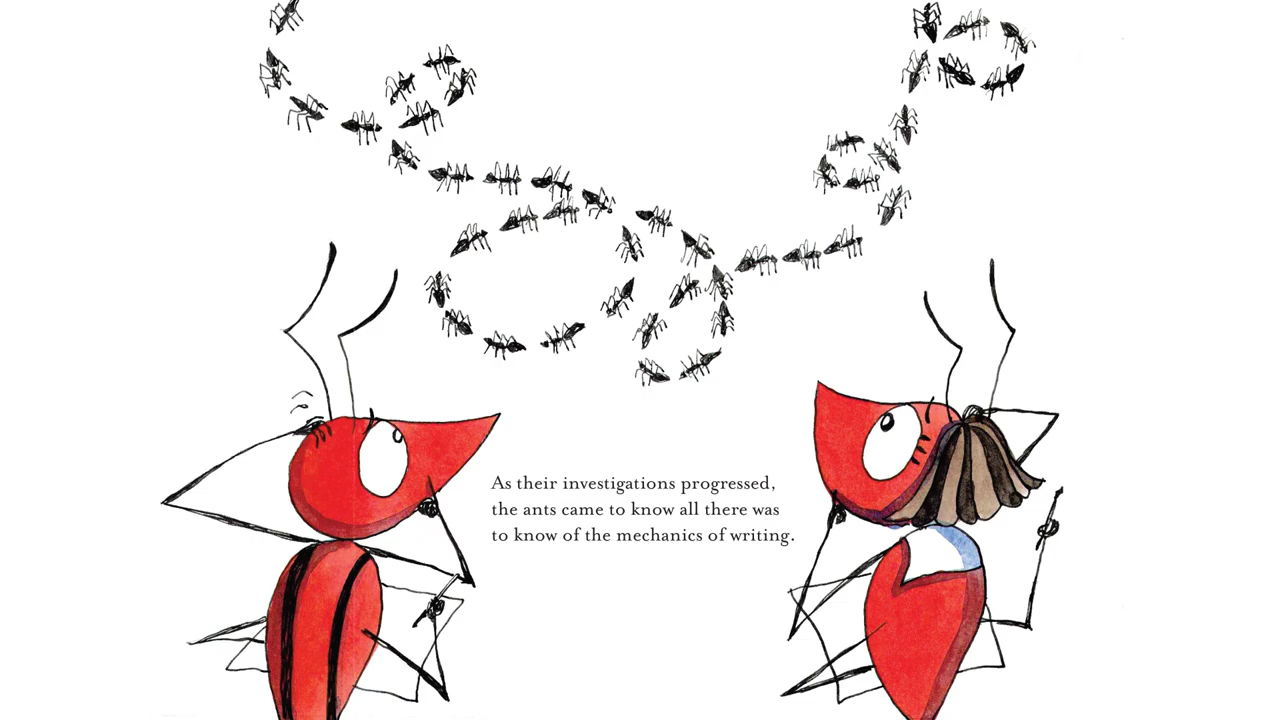 As their investigations progressed,
the ants came to know all there was
to know of the mechanics of writing.